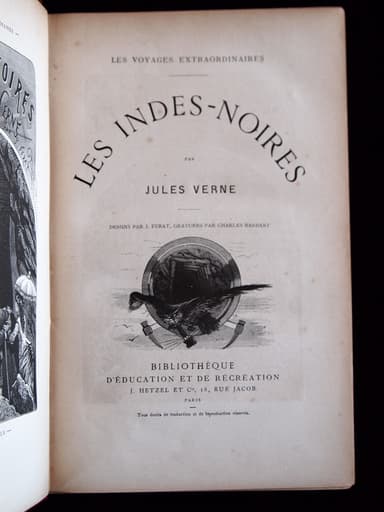 LES VOYAGES EXTRAORDINAIRES
LES INDES-NOIRES
PAR
JULES VERNE
DESSINS PAR J. FERAT, GRAVURES PAR CHARLES BARBANT
BIBLIOTHÈQUE
D'ÉDUCATION ET DE RÉCRÉATION
J. HETZEL ET Cie, 18, RUE JACOB
PARIS
Tous droits de traduction et de reproduction réservés.